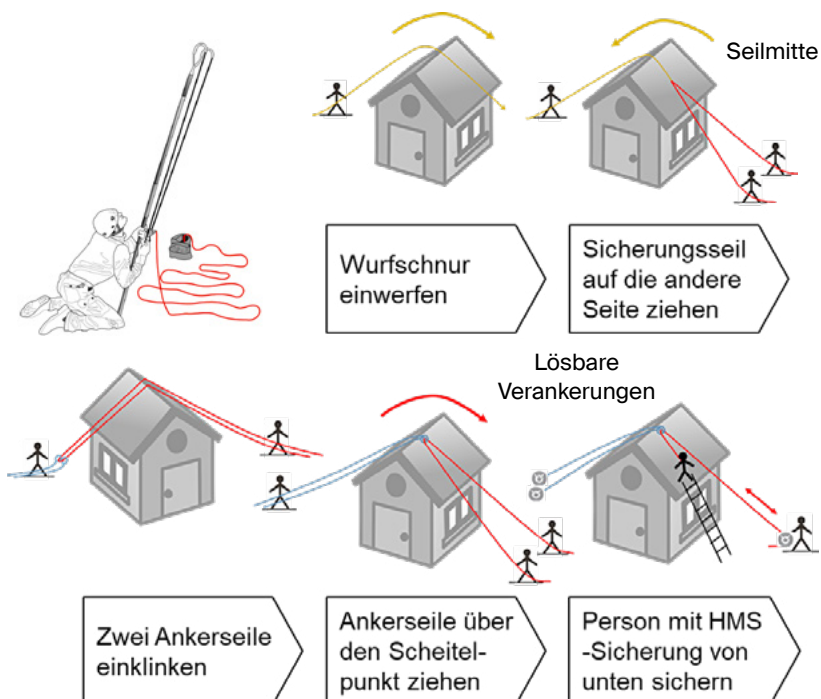 Seilmitte
Wurfschnur
einwerfen
Sicherungsseil
auf die andere
Seite ziehen
Lösbare
Verankerungen
Zwei Ankerseile
einklinken
Ankerseile über
den Scheitel-
punkt ziehen
Person mit HMS
-Sicherung von
unten sichern